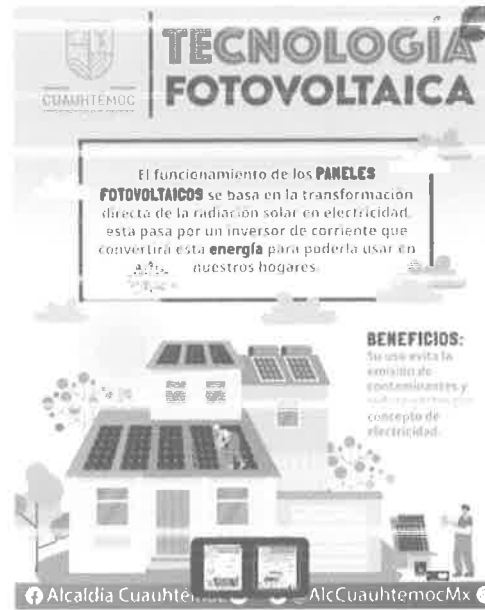 CUAUHTÉMOC
TECNOLOGÍA
FOTOVOLTAICA
El funcionamiento de los PANELES
FOTOVOLTAICOS se basa en la transformación
directa de la radiación solar en electricidad,
esta pasa por un inversor de corriente que
convertirá esta energía para poderla usar en
nuestros hogares.
BENEFICIOS:
Su uso evita la
emisión de
contaminantes y
concepto de
electricidad.
Alcaldía Cuauhtémoc
AlcCuauhtemocMx